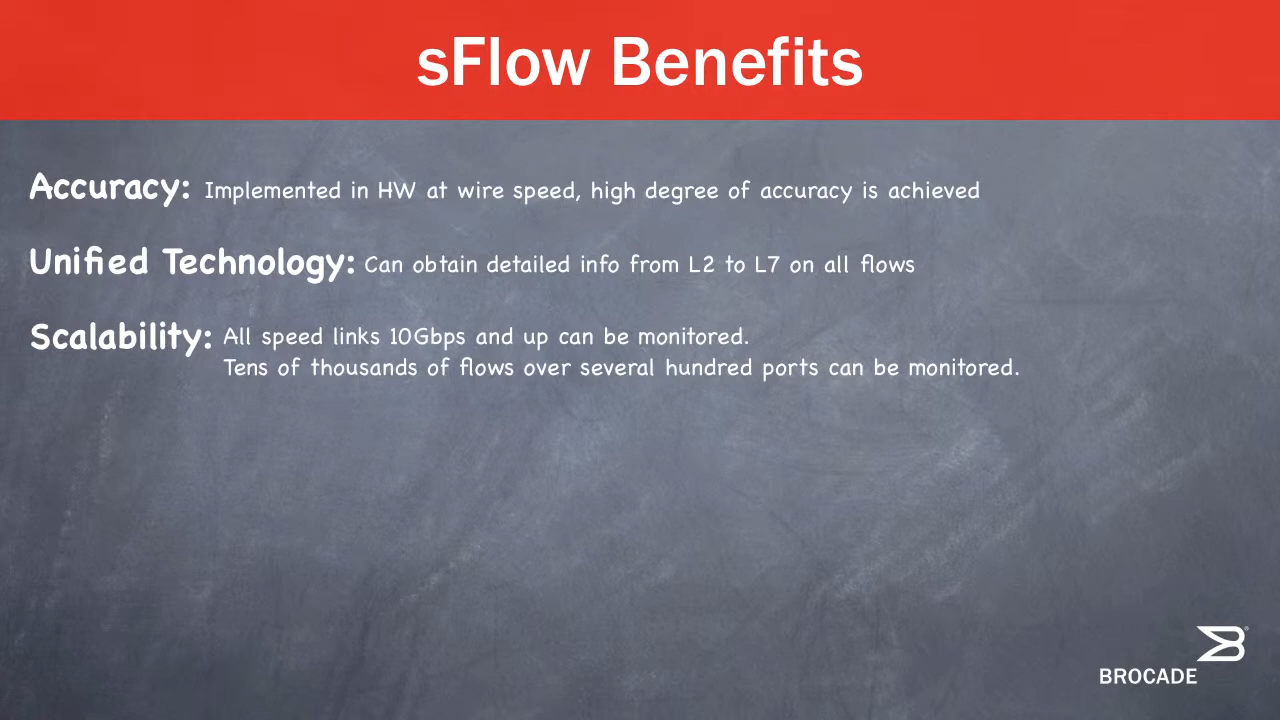 sFlow Benefits
Accuracy: Implemented in HW at wire speed, high degree of accuracy is achieved
Unified Technology: Can obtain detailed info from L2 to L7 on all flows
Scalability: All speed links 10Gbps and up can be monitored.
Tens of thousands of flows over several hundred ports can be monitored.
BROCADE